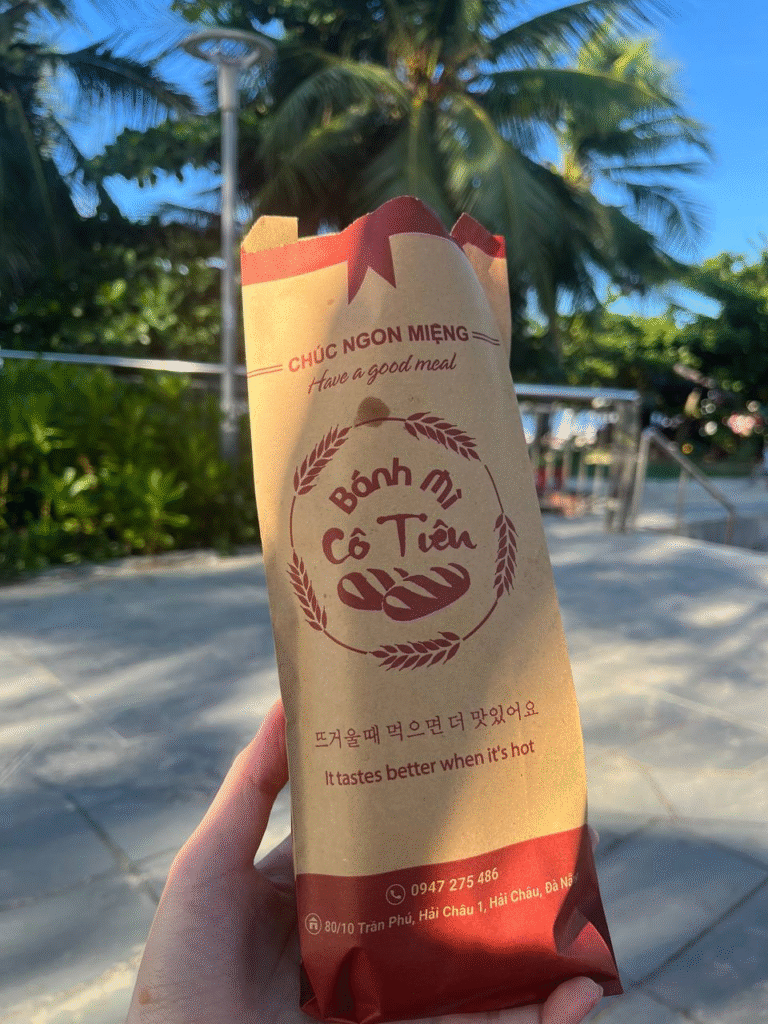 CHÚC NGON MIỆNG
Have a good meal
Bánh Mì
Cô Tiên
뜨거울때 먹으면 더 맛있어요
It tastes better when it's hot
0947 275 486
80/10 Trần Phú, Hải Châu 1, Hải Châu, Đà Nẵng